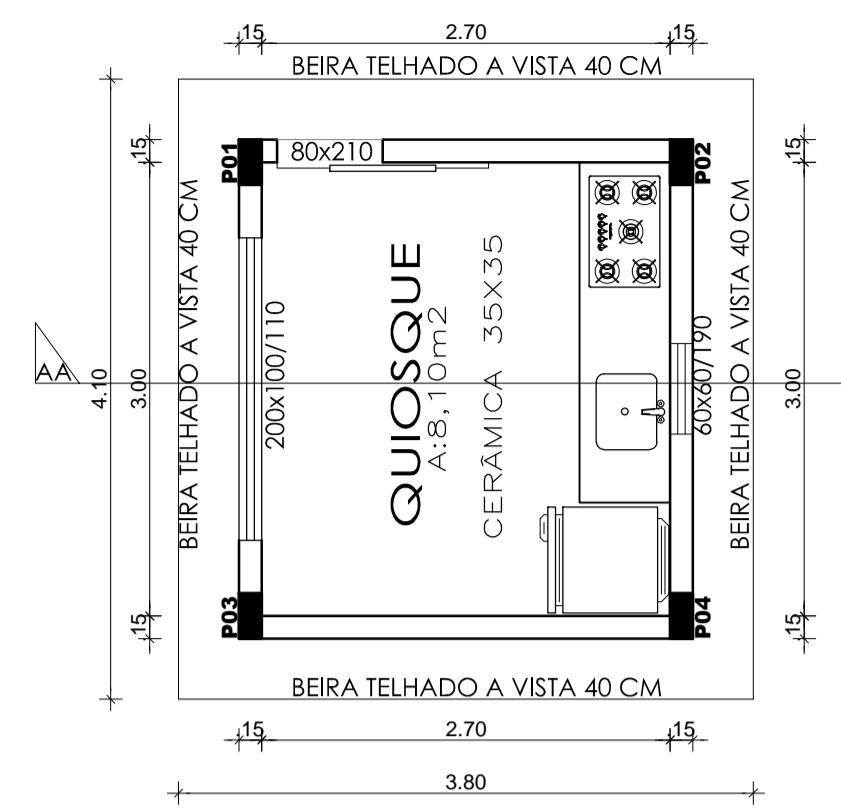 15
2.70
15
BEIRA TELHADO A VISTA 40 CM
15
P01
80x210
P02
15
BEIRA TELHADO A VISTA 40 CM
200x100/110
QUIOSQUE
A:8,10m2
CERÂMICA 35X35
60x60/190
BEIRA TELHADO A VISTA 40 CM
AA
4.10
3.00
3.00
15
P03
P04
15
BEIRA TELHADO A VISTA 40 CM
15
2.70
15
3.80